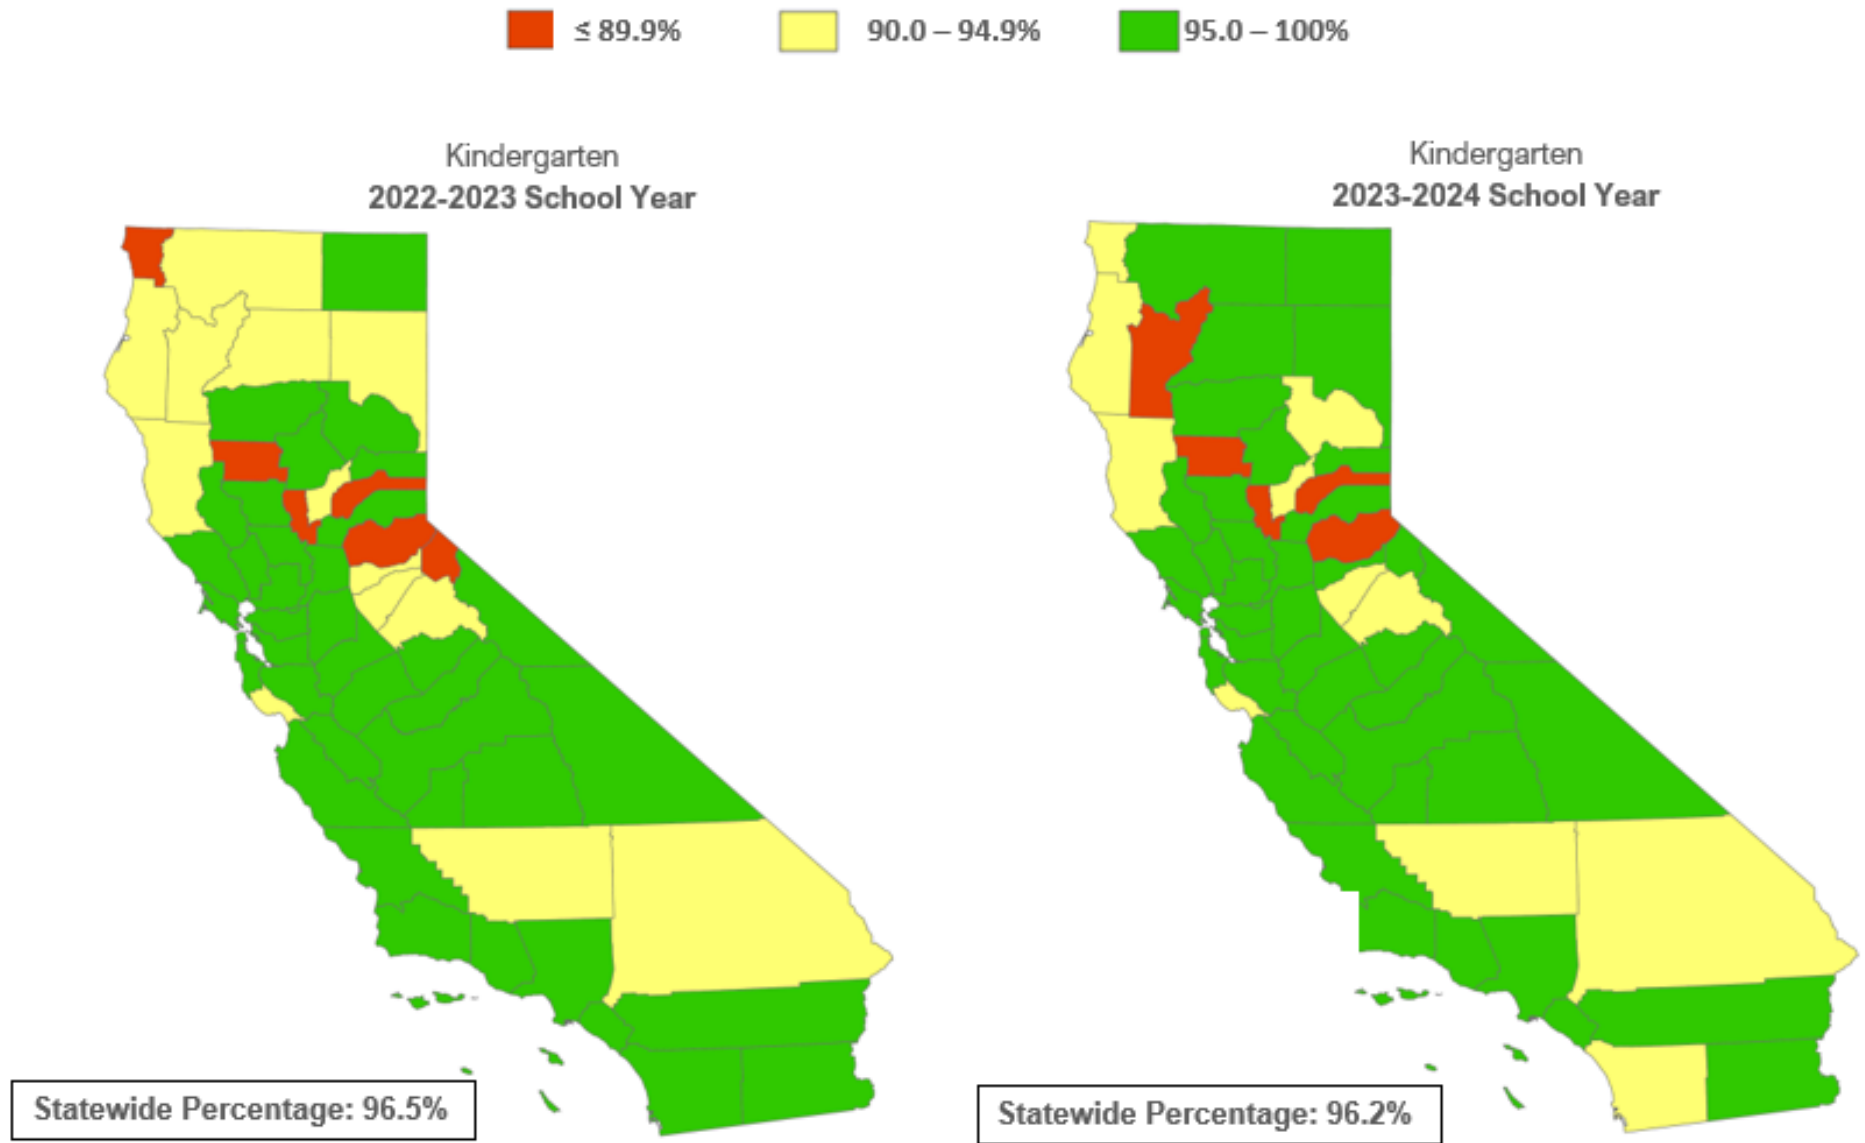 ≤ 89.9%
90.0 – 94.9%
95.0 – 100%
Kindergarten
2022-2023 School Year
Kindergarten
2023-2024 School Year
Statewide Percentage: 96.5%
Statewide Percentage: 96.2%